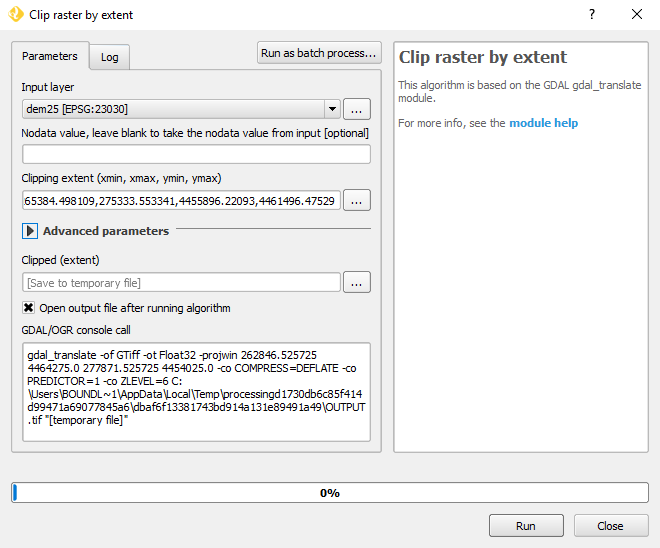 Clip raster by extent
?
Parameters
Log
Run as batch process...
Input layer
dem25 [EPSG:23030]
...
Nodata value, leave blank to take the nodata value from input [optional]
Clipping extent (xmin, xmax, ymin, ymax)
65384.498109,275333.553341,4455896.22093,4461496.47529
...
Advanced parameters
Clipped (extent)
[Save to temporary file]
...
Open output file after running algorithm
GDAL/OGR console call
gdal_translate -of GTiff -ot Float32 -projwin 262846.525725
4464275.0 277871.525725 4454025.0 -co COMPRESS=DEFLATE -co
PREDICTOR=1 -co ZLEVEL=6 C:
\Users\BOUNDL~1\AppData\Local\Temp\processingd1730db6c85f414
d99471a69077845a6\dbaf6f13381743bd914a131e89491a49\OUTPUT
.tif "[temporary file]"
Clip raster by extent
This algorithm is based on the GDAL gdal_translate
module.
For more info, see the module help
0%
Run
Close